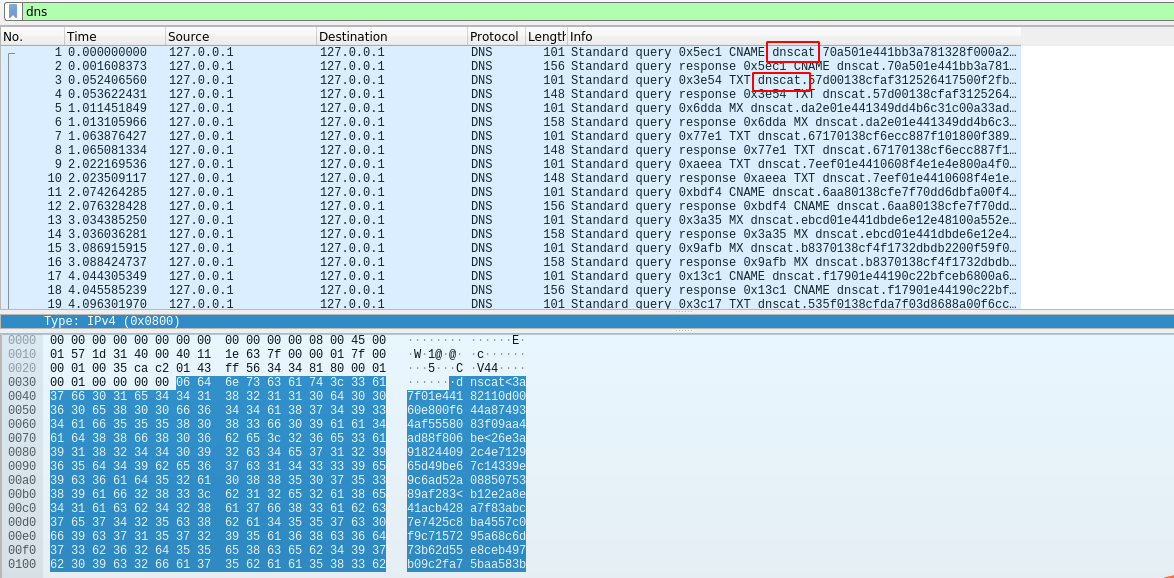 dns
No. Time Source Destination Protocol Length Info
1 0.000000000 127.0.0.1 127.0.0.1 DNS 101 Standard query 0x5ec1 CNAME dnscat.70a501e441bb3a781328f000a2…
2 0.001608373 127.0.0.1 127.0.0.1 DNS 156 Standard query response 0x5ec1 CNAME dnscat.70a501e441bb3a781…
3 0.052406560 127.0.0.1 127.0.0.1 DNS 101 Standard query 0x3e54 TXT dnscat.57d00138cfaf312526417500f2fb…
4 0.053622431 127.0.0.1 127.0.0.1 DNS 148 Standard query response 0x3e54 TXT dnscat.57d00138cfaf3125264…
5 1.011451849 127.0.0.1 127.0.0.1 DNS 101 Standard query 0x6dda MX dnscat.da2e01e441349dd4b6c31c00a33ad…
6 1.013105966 127.0.0.1 127.0.0.1 DNS 158 Standard query response 0x6dda MX dnscat.da2e01e441349dd4b6c3…
7 1.063876427 127.0.0.1 127.0.0.1 DNS 101 Standard query 0x77e1 TXT dnscat.67170138cf6ecc887f101800f389…
8 1.065081334 127.0.0.1 127.0.0.1 DNS 148 Standard query response 0x77e1 TXT dnscat.67170138cf6ecc887f1…
9 2.022169536 127.0.0.1 127.0.0.1 DNS 101 Standard query 0xaeea TXT dnscat.7eef01e4410608f4e1e4e800a4f0…
10 2.023509117 127.0.0.1 127.0.0.1 DNS 148 Standard query response 0xaeea TXT dnscat.7eef01e4410608f4e1e…
11 2.074264285 127.0.0.1 127.0.0.1 DNS 101 Standard query 0xbdf4 CNAME dnscat.6aa80138cfe7f70dd6dbfa00f4…
12 2.076328428 127.0.0.1 127.0.0.1 DNS 156 Standard query response 0xbdf4 CNAME dnscat.6aa80138cfe7f70dd…
13 3.034385250 127.0.0.1 127.0.0.1 DNS 101 Standard query 0x3a35 MX dnscat.ebcd01e441dbde6e12e48100a552e…
14 3.036036281 127.0.0.1 127.0.0.1 DNS 158 Standard query response 0x3a35 MX dnscat.ebcd01e441dbde6e12e4…
15 3.086915915 127.0.0.1 127.0.0.1 DNS 101 Standard query 0x9afb MX dnscat.b8370138cf4f1732dbdb2200f59f0…
16 3.088424737 127.0.0.1 127.0.0.1 DNS 158 Standard query response 0x9afb MX dnscat.b8370138cf4f1732dbdb…
17 4.044305349 127.0.0.1 127.0.0.1 DNS 101 Standard query 0x13c1 CNAME dnscat.f17901e44190c22bfceb6800a6…
18 4.045585239 127.0.0.1 127.0.0.1 DNS 156 Standard query response 0x13c1 CNAME dnscat.f17901e44190c22bf…
19 4.096301970 127.0.0.1 127.0.0.1 DNS 101 Standard query 0x3c17 TXT dnscat.535f0138cfda7f03d8688a00f6cc…
Type: IPv4 (0x0800)
0000 00 00 00 00 00 00 00 00 00 00 00 00 08 00 45 00 ········ ······E·
0010 01 57 1d 31 40 00 40 11 1e 63 7f 00 00 01 7f 00 ·W·1@·@· ·c······
0020 00 01 00 35 ca c2 01 43 ff 56 34 34 81 80 00 01 ···5···C ·V44····
0030 00 01 00 00 00 00 06 64 6e 73 63 61 74 3c 33 61 ·······d nscat<3a
0040 37 66 30 31 65 34 34 31 38 32 31 31 30 64 30 30 7f01e441 82110d00
0050 36 30 65 38 30 30 66 36 34 34 61 38 37 34 39 33 60e800f6 44a87493
0060 34 61 66 35 35 35 38 30 38 33 66 30 39 61 61 34 4af55580 83f09aa4
0070 61 64 38 38 66 38 30 36 62 65 3c 32 36 65 33 61 ad88f806 be<26e3a
0080 39 31 38 32 34 34 30 39 32 63 34 65 37 31 32 39 91824409 2c4e7129
0090 36 35 64 34 39 62 65 36 37 63 31 34 33 33 39 65 65d49be6 7c14339e
00a0 39 63 36 61 64 35 32 61 30 38 38 35 30 37 35 33 9c6ad52a 08850753
00b0 38 39 61 66 32 38 33 3c 62 31 32 65 32 61 38 65 89af283< b12e2a8e
00c0 34 31 61 63 62 34 32 38 61 37 66 38 33 61 62 63 41acb428 a7f83abc
00d0 37 65 37 34 32 35 63 38 62 61 34 35 35 37 63 30 7e7425c8 ba4557c0
00e0 66 39 63 37 31 35 37 32 39 35 61 36 38 63 36 64 f9c71572 95a68c6d
00f0 37 33 62 36 32 64 35 35 65 38 63 65 62 34 39 37 73b62d55 e8ceb497
0100 62 30 39 63 32 66 61 37 35 62 61 61 35 38 33 62 b09c2fa7 5baa583b